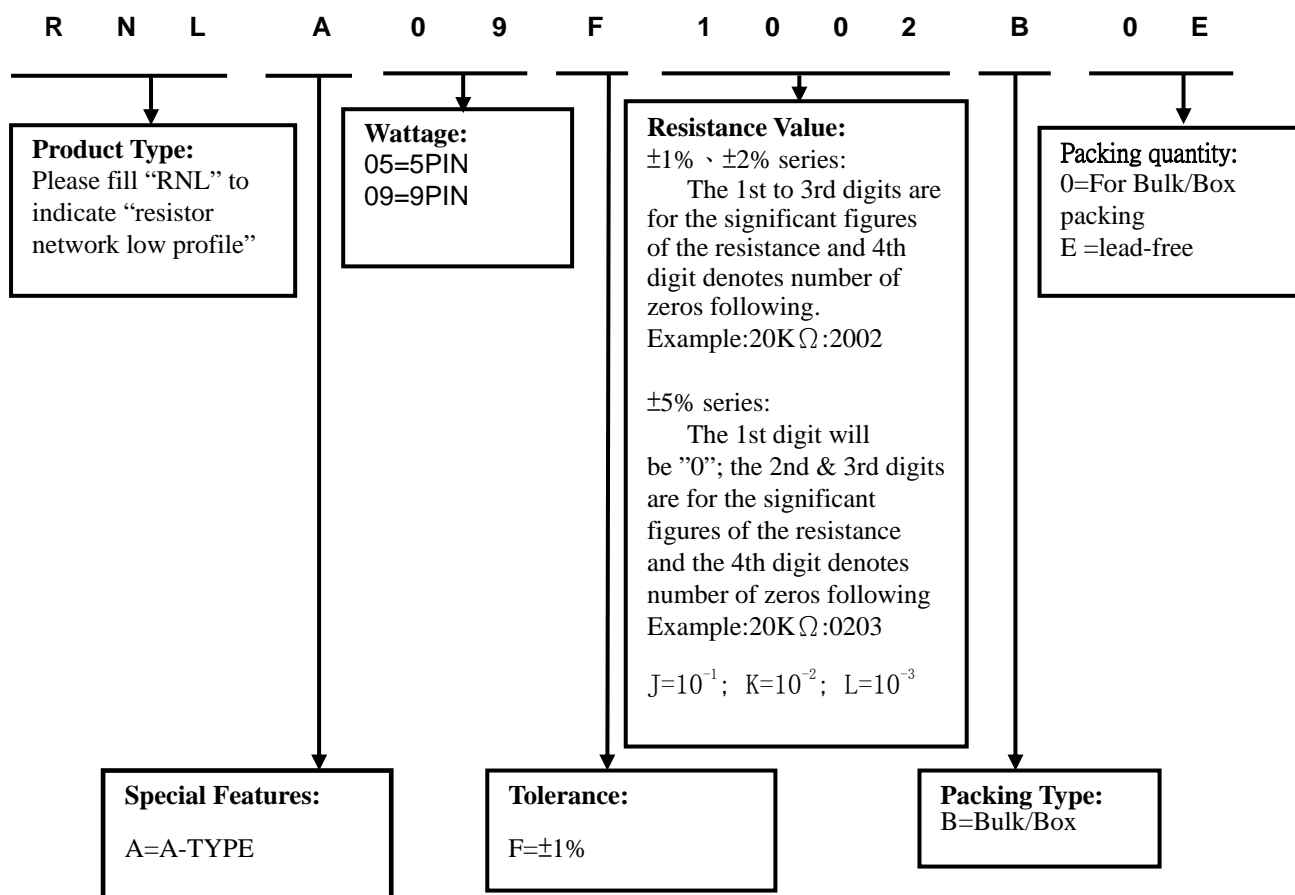 R N L A 0 9 F 1 0 0 2 B 0 E
Product Type:
Please fill “RNL” to
indicate “resistor
network low profile”
Wattage:
05=5PIN
09=9PIN
Resistance Value:
±1%、±2% series:
The 1st to 3rd digits are
for the significant figures
of the resistance and 4th
digit denotes number of
zeros following.
Example:20KΩ:2002
±5% series:
The 1st digit will
be ”0”; the 2nd & 3rd digits
are for the significant
figures of the resistance
and the 4th digit denotes
number of zeros following
Example:20KΩ:0203
J=10⁻¹; K=10⁻²; L=10⁻³
Packing quantity:
0=For Bulk/Box
packing
E =lead-free
Special Features:
A=A-TYPE
Tolerance:
F=±1%
Packing Type:
B=Bulk/Box